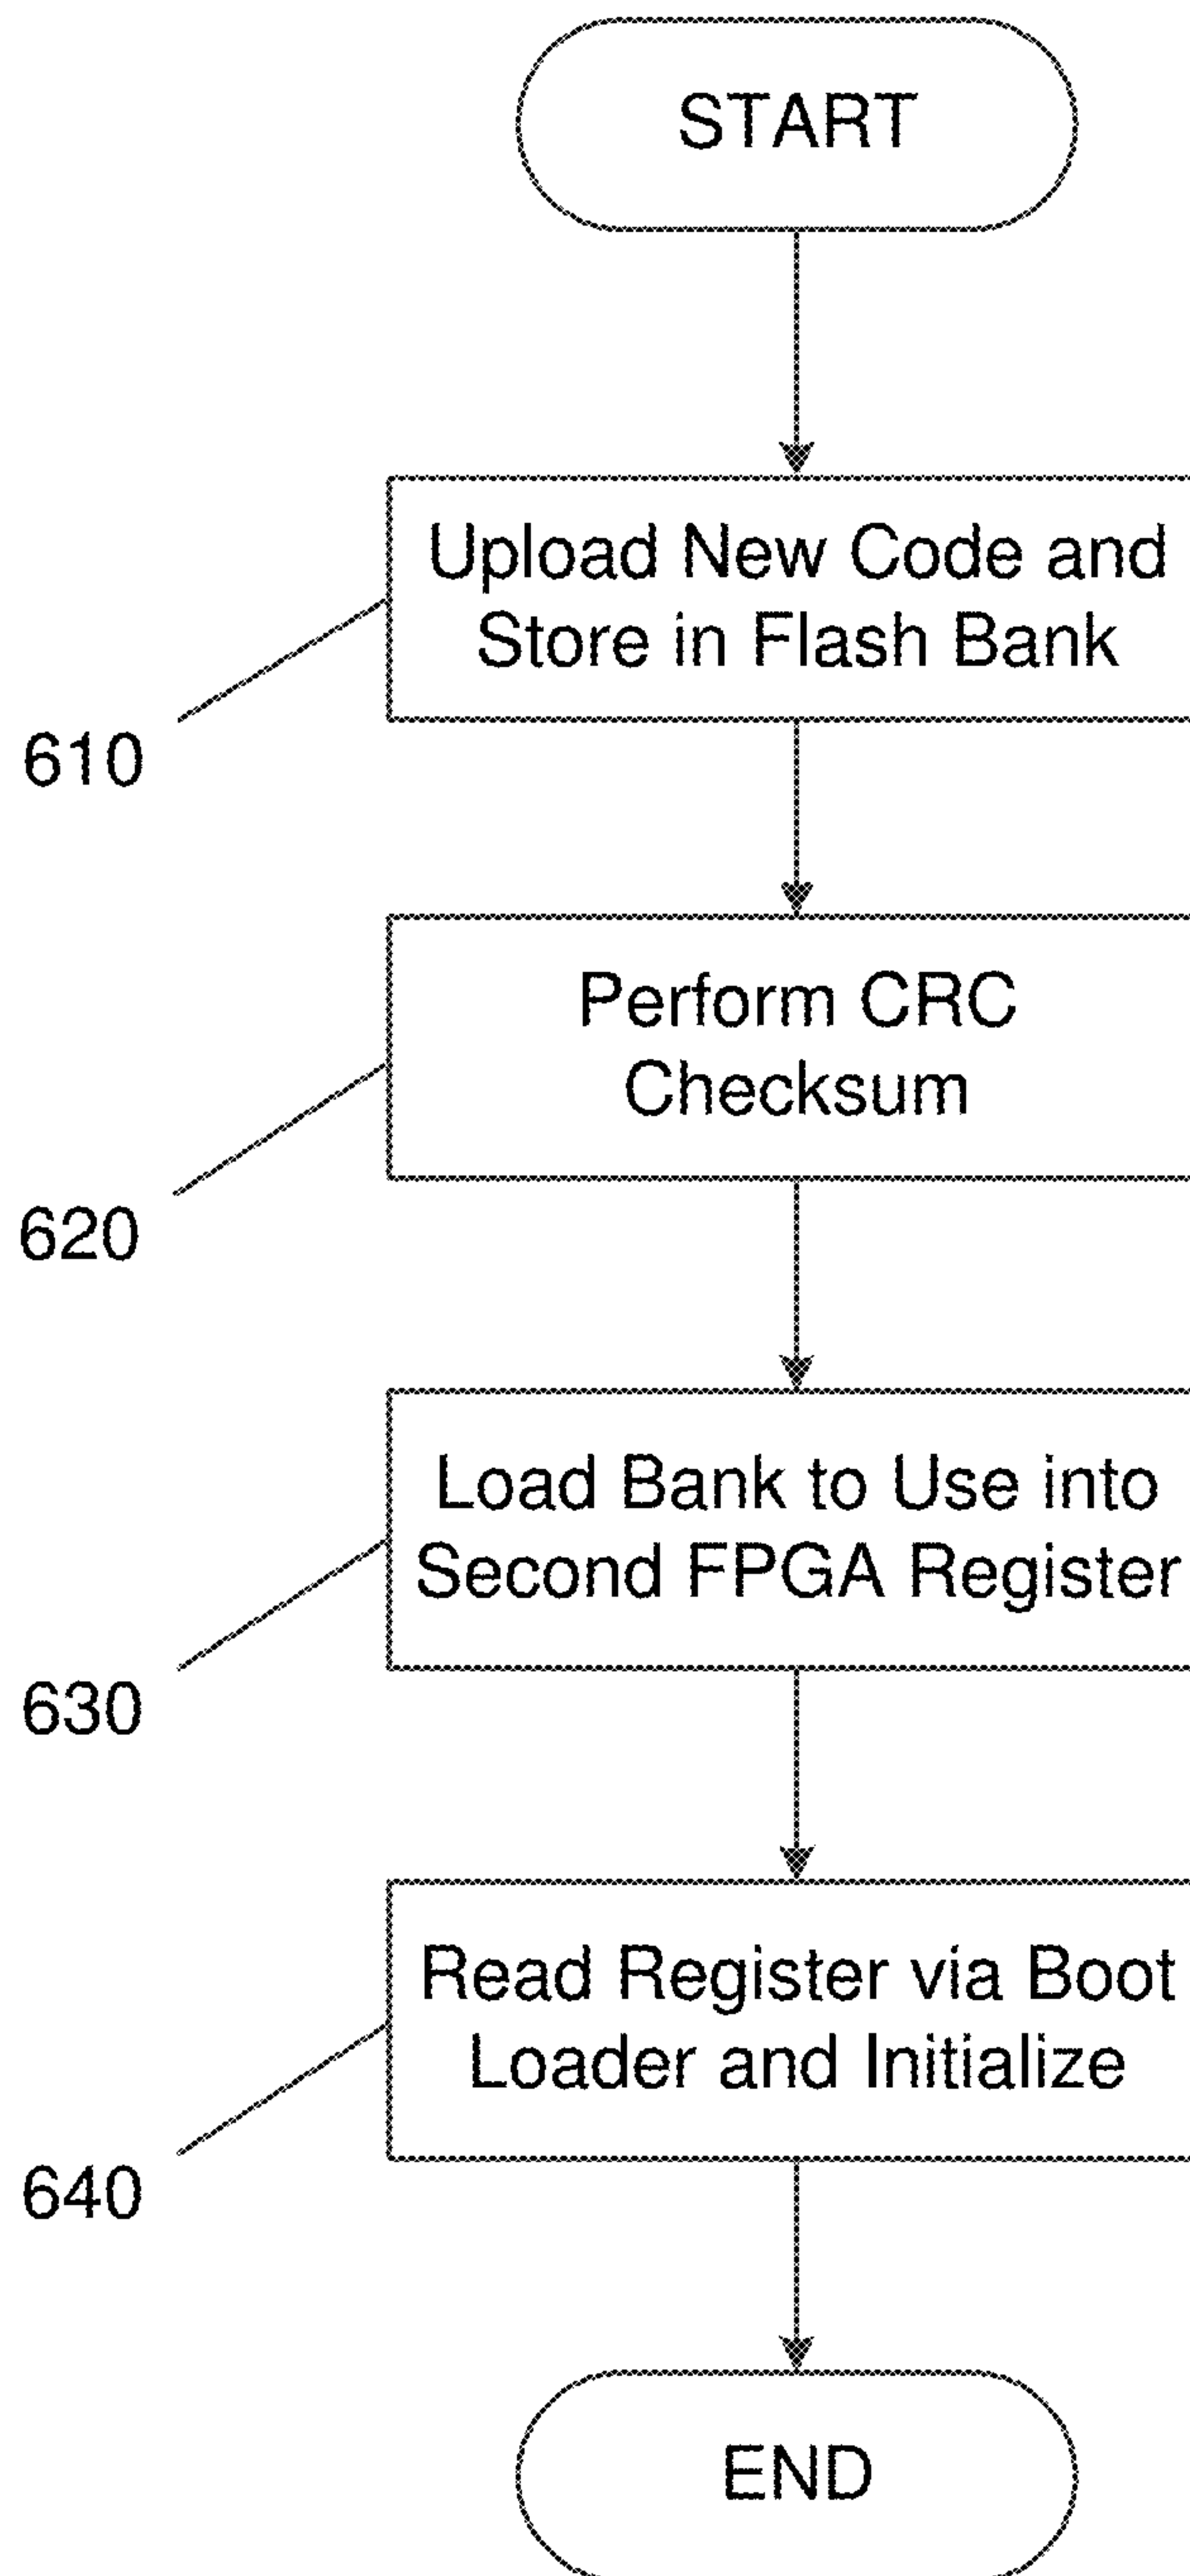 START
Upload New Code and
Store in Flash Bank
610
Perform CRC
Checksum
620
Load Bank to Use into
Second FPGA Register
630
Read Register via Boot
Loader and Initialize
640
END